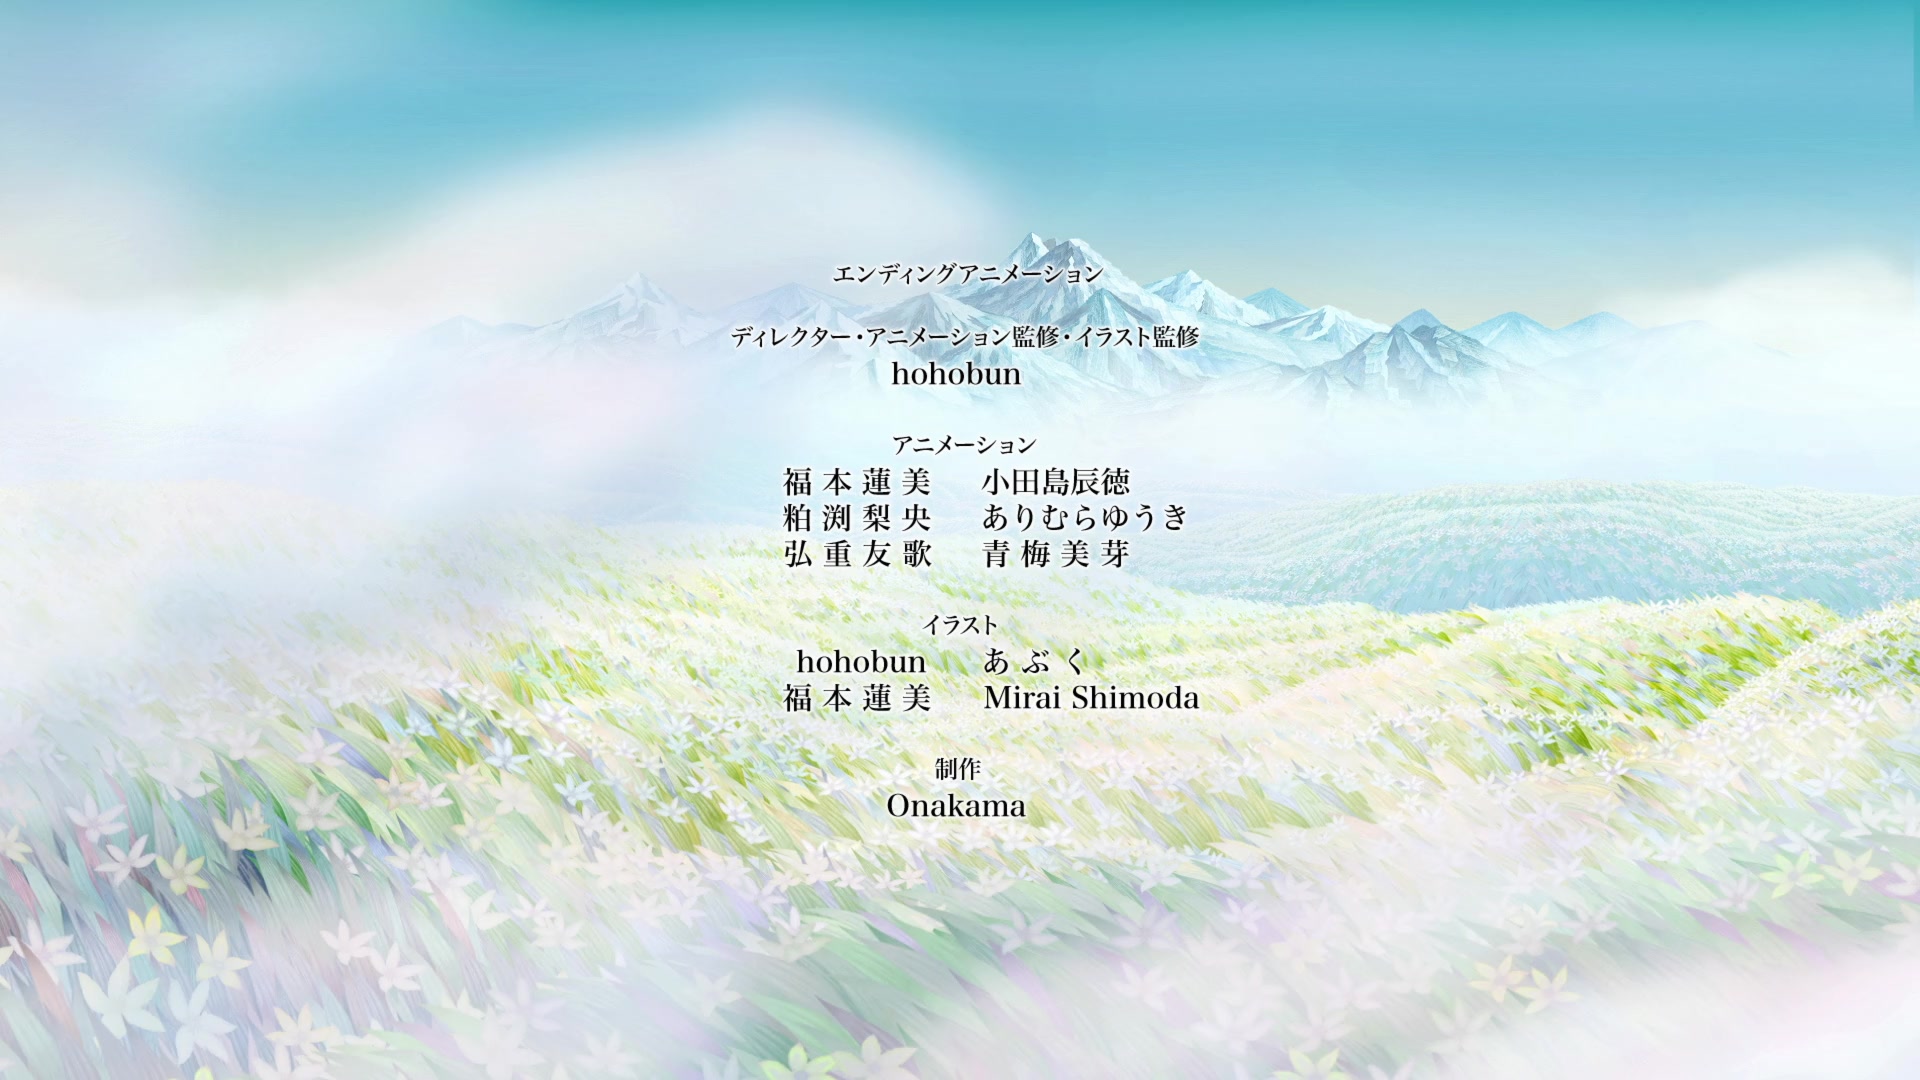 エンディングアニメーション
ディレクター・アニメーション監修・イラスト監修
hohobun
アニメーション
福本蓮美 小田島辰徳
粕渕梨央 ありむらゆうき
弘重友歌 青梅美芽
イラスト
hohobun あぶく
福本蓮美 Mirai Shimoda
制作
Onakama